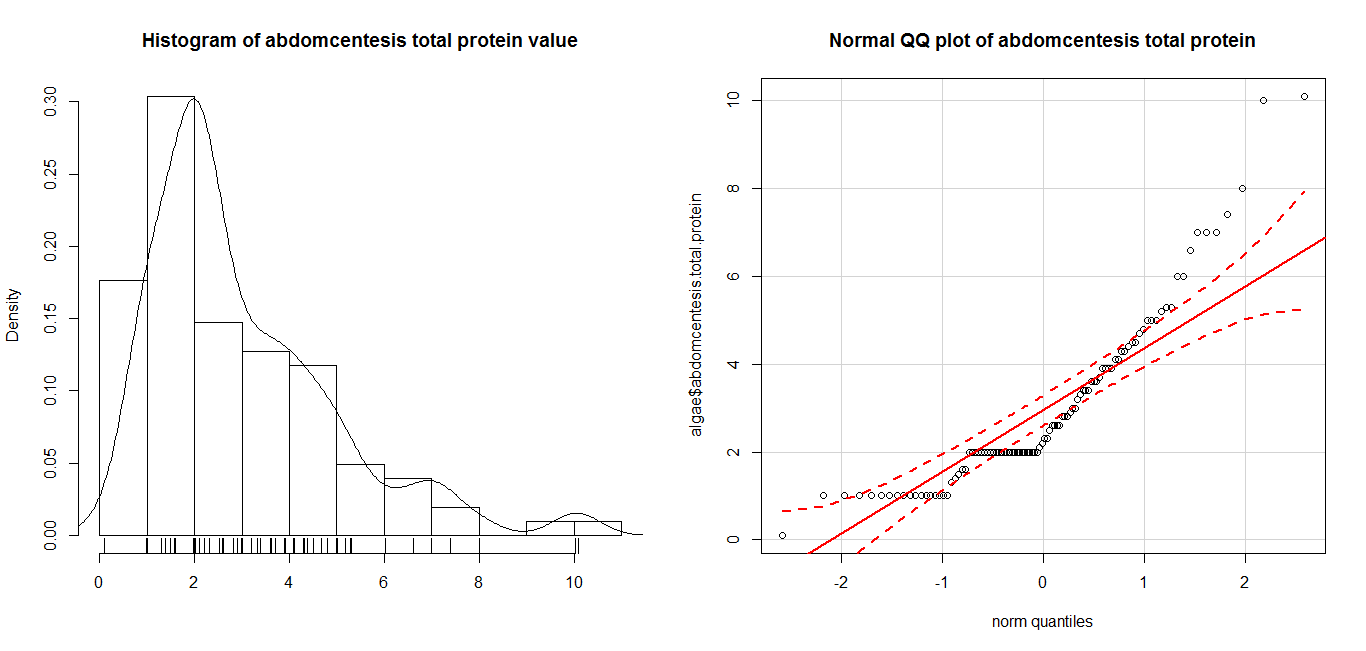 Histogram of abdomcentesis total protein value
Density
0.00 0.05 0.10 0.15 0.20 0.25 0.30
0 2 4 6 8 10
Normal QQ plot of abdomcentesis total protein
algae$abdomcentesis.total.protein
0 2 4 6 8 10
-2 -1 0 1 2
norm quantiles